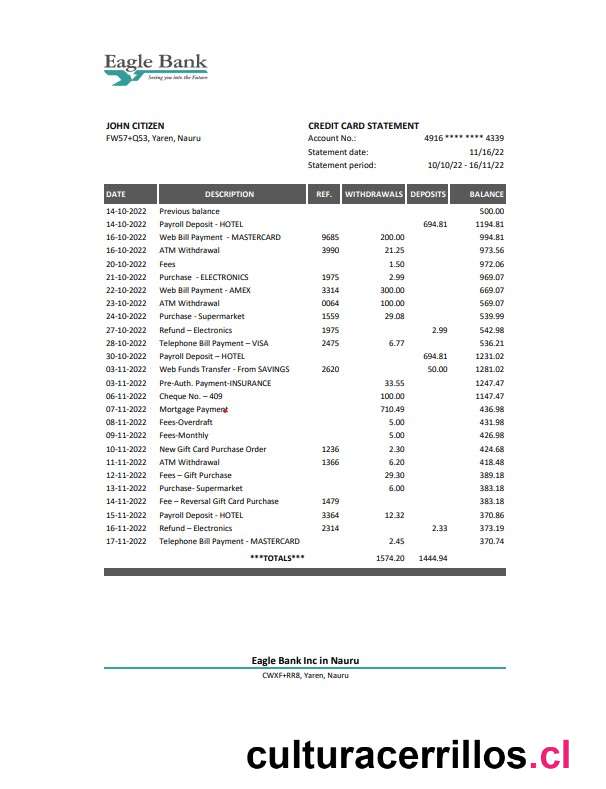 Eagle Bank
Seeing you into the Future
JOHN CITIZEN CREDIT CARD STATEMENT
FW57+Q53, Yaren, Nauru Account No.: 4916 **** **** 4339
Statement date: 11/16/22
Statement period: 10/10/22 - 16/11/22
DATE DESCRIPTION REF. WITHDRAWALS DEPOSITS BALANCE
14-10-2022 Previous balance 500.00
14-10-2022 Payroll Deposit - HOTEL 694.81 1194.81
16-10-2022 Web Bill Payment - MASTERCARD 9685 200.00 994.81
16-10-2022 ATM Withdrawal 3990 21.25 973.56
20-10-2022 Fees 1.50 972.06
21-10-2022 Purchase - ELECTRONICS 1975 2.99 969.07
22-10-2022 Web Bill Payment - AMEX 3314 300.00 669.07
23-10-2022 ATM Withdrawal 0064 100.00 569.07
24-10-2022 Purchase - Supermarket 1559 29.08 539.99
27-10-2022 Refund – Electronics 1975 2.99 542.98
28-10-2022 Telephone Bill Payment – VISA 2475 6.77 536.21
30-10-2022 Payroll Deposit – HOTEL 694.81 1231.02
03-11-2022 Web Funds Transfer - From SAVINGS 2620 50.00 1281.02
03-11-2022 Pre-Auth. Payment-INSURANCE 33.55 1247.47
06-11-2022 Cheque No. – 409 100.00 1147.47
07-11-2022 Mortgage Payment 710.49 436.98
08-11-2022 Fees-Overdraft 5.00 431.98
09-11-2022 Fees-Monthly 5.00 426.98
10-11-2022 New Gift Card Purchase Order 1236 2.30 424.68
11-11-2022 ATM Withdrawal 1366 6.20 418.48
12-11-2022 Fees – Gift Purchase 29.30 389.18
13-11-2022 Purchase- Supermarket 6.00 383.18
14-11-2022 Fee – Reversal Gift Card Purchase 1479 383.18
15-11-2022 Payroll Deposit - HOTEL 3364 12.32 370.86
16-11-2022 Refund – Electronics 2314 2.33 373.19
17-11-2022 Telephone Bill Payment - MASTERCARD 2.45 370.74
***TOTALS*** 1574.20 1444.94
Eagle Bank Inc in Nauru
CWXF+RR8, Yaren, Nauru
culturacerrillos.cl